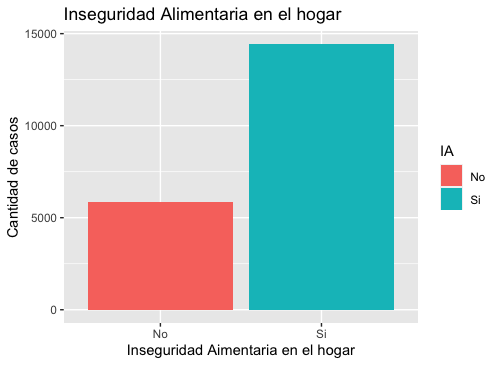 Inseguridad Alimentaria en el hogar
15000
10000
5000
0
Cantidad de casos
No
Si
Inseguridad Aimentaria en el hogar
IA
No
Si